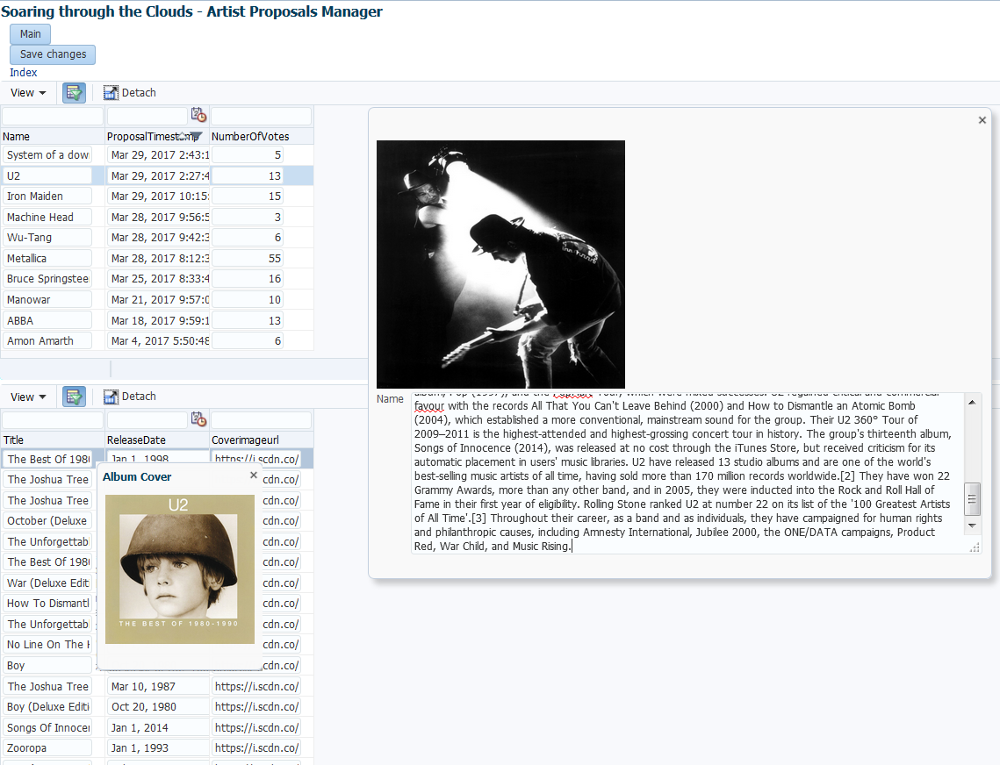 Soaring through the Clouds - Artist Proposals Manager
Main
Save changes
Index
View Detach
Name ProposalTimestamp NumberOfVotes
System of a dow Mar 29, 2017 2:43:1 5
U2 Mar 29, 2017 2:27:4 13
Iron Maiden Mar 29, 2017 10:15: 15
Machine Head Mar 28, 2017 9:56:5 3
Wu-Tang Mar 28, 2017 9:42:3 6
Metallica Mar 28, 2017 8:12:3 55
Bruce Springstee Mar 25, 2017 8:33:4 16
Manowar Mar 21, 2017 9:57:0 10
ABBA Mar 18, 2017 9:59:1 13
Amon Amarth Mar 4, 2017 5:50:48 6
View Detach
Title ReleaseDate Coverimageurl
The Best Of 1980 Jan 1, 1998 https://i.scdn.co/
The Joshua Tree cdn.co/
The Joshua Tree cdn.co/
October (Deluxe cdn.co/
The Unforgettab cdn.co/
The Best Of 1980 cdn.co/
War (Deluxe Edit cdn.co/
How To Dismantl cdn.co/
The Unforgettab cdn.co/
No Line On The H cdn.co/
Boy cdn.co/
The Joshua Tree Mar 10, 1987 https://i.scdn.co/
Boy (Deluxe Editi Oct 20, 1980 https://i.scdn.co/
Songs Of Innocen Jan 1, 2014 https://i.scdn.co/
Zooropa Jan 1, 1993 https://i.scdn.co/
Album Cover
U2
THE BEST OF 1980-1990
Name
album, Pop (1997), and the PopMart Tour, which were mixed successes. U2 regained critical and commercial
favour with the records All That You Can't Leave Behind (2000) and How to Dismantle an Atomic Bomb
(2004), which established a more conventional, mainstream sound for the group. Their U2 360° Tour of
2009–2011 is the highest-attended and highest-grossing concert tour in history. The group's thirteenth album,
Songs of Innocence (2014), was released at no cost through the iTunes Store, but received criticism for its
automatic placement in users' music libraries. U2 have released 13 studio albums and are one of the world's
best-selling music artists of all time, having sold more than 170 million records worldwide.[2] They have won 22
Grammy Awards, more than any other band, and in 2005, they were inducted into the Rock and Roll Hall of
Fame in their first year of eligibility. Rolling Stone ranked U2 at number 22 on its list of the '100 Greatest Artists
of All Time'.[3] Throughout their career, as a band and as individuals, they have campaigned for human rights
and philanthropic causes, including Amnesty International, Jubilee 2000, the ONE/DATA campaigns, Product
Red, War Child, and Music Rising.